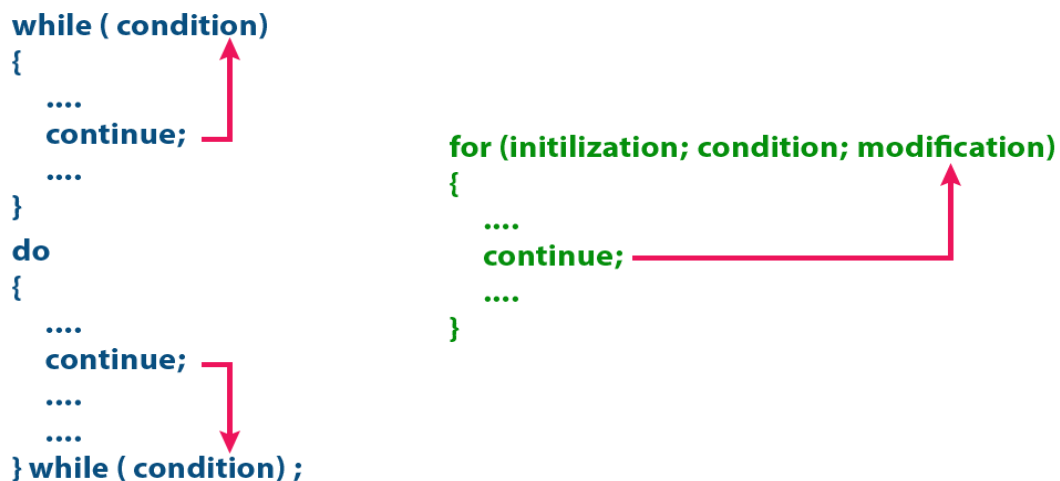 while ( condition)
{
....
continue;
....
}
do
{
....
continue;
....
....
} while ( condition) ;
for (initilization; condition; modification)
{
....
continue;
....
}